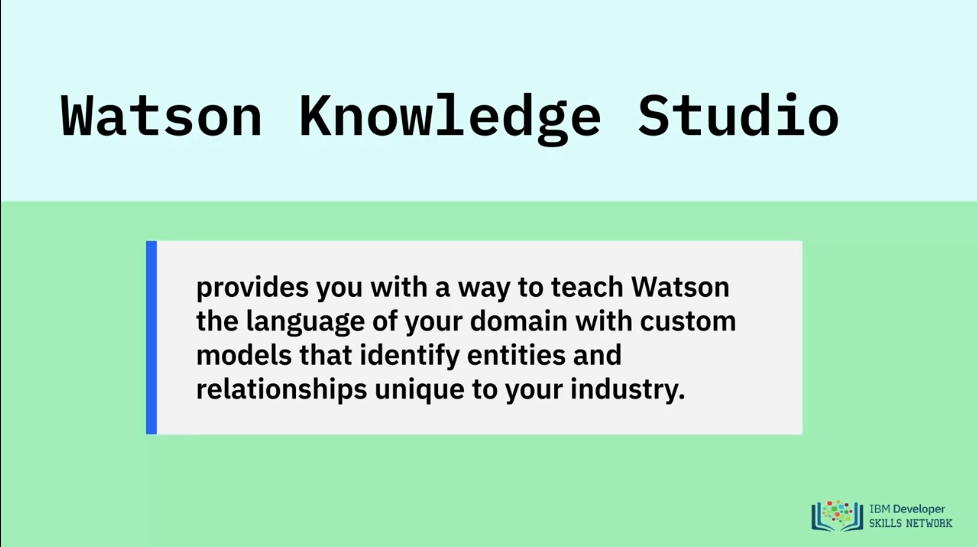 Watson Knowledge Studio
provides you with a way to teach Watson
the language of your domain with custom
models that identify entities and
relationships unique to your industry.
IBM Developer
SKILLS NETWORK